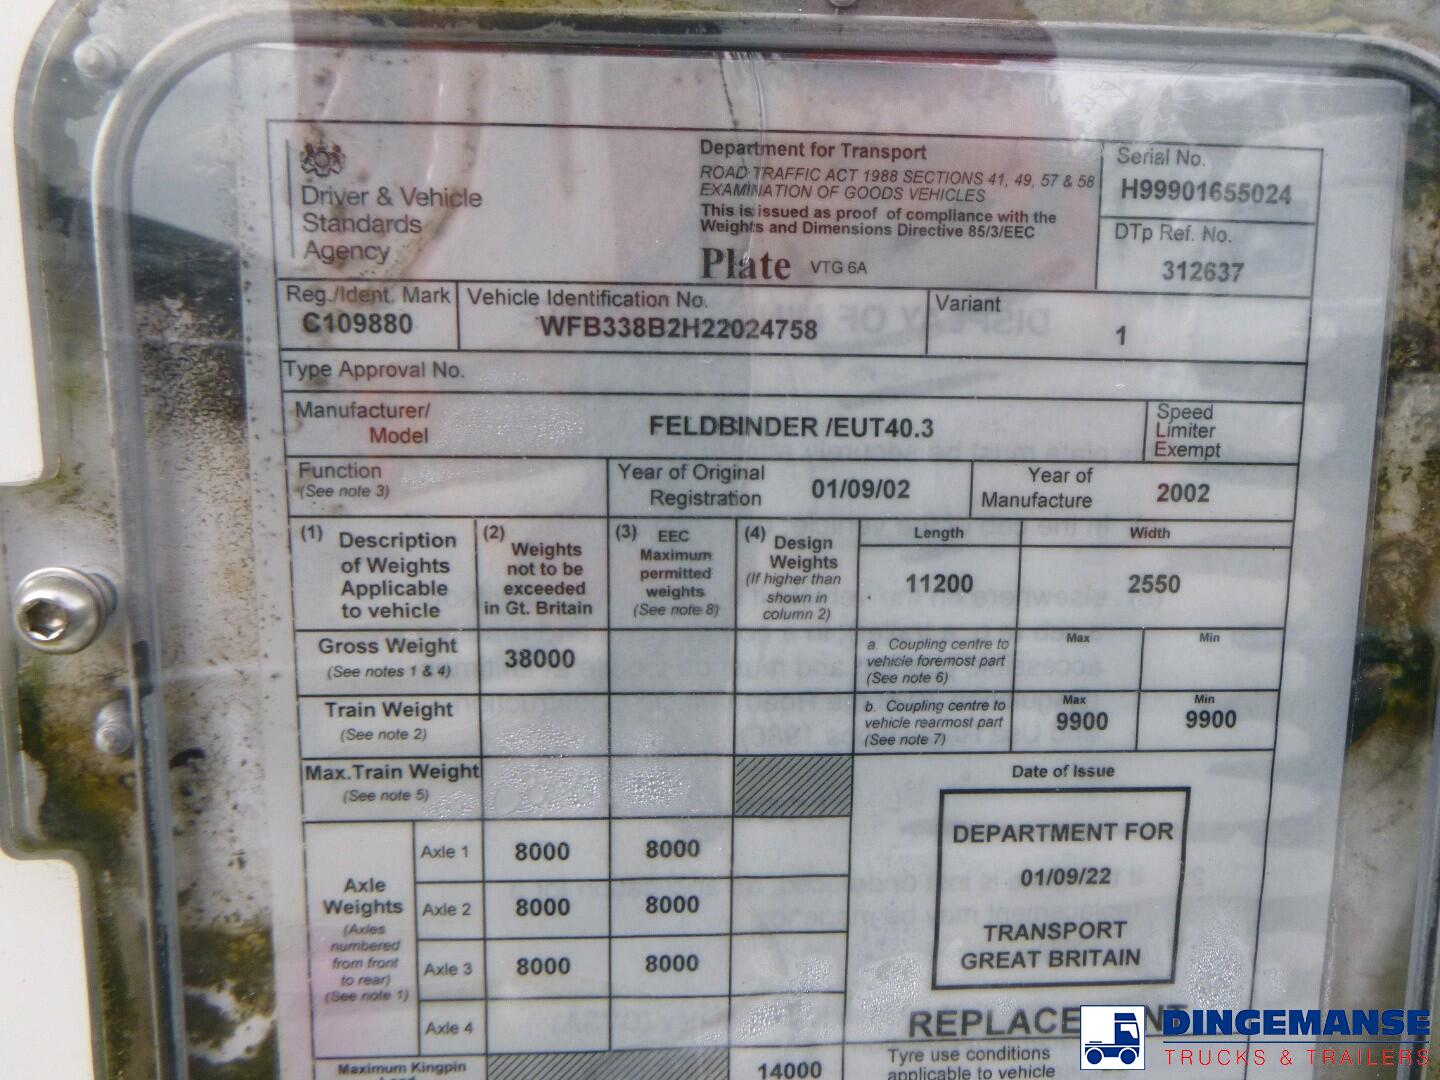 Driver & Vehicle
Standards
Agency
Department for Transport
ROAD TRAFFIC ACT 1988 SECTIONS 41, 49, 57 & 58
EXAMINATION OF GOODS VEHICLES
This is issued as proof of compliance with the
Weights and Dimensions Directive 85/3/EEC
Plate VTG 6A
Serial No.
H99901655024
DTp Ref. No.
312637
Reg./Ident. Mark
C109880
Vehicle Identification No.
WFB338B2H22024758
Variant
1
Type Approval No.
Manufacturer/
Model
FELDBINDER /EUT40.3
Speed
Limiter
Exempt
Function
(See note 3)
Year of Original
Registration
01/09/02
Year of
Manufacture
2002
(1) Description
of Weights
Applicable
to vehicle
(2) Weights
not to be
exceeded
in Gt. Britain
(3) EEC
Maximum
permitted
weights
(See note 8)
(4) Design
Weights
(If higher than
shown in
column 2)
Length
11200
Width
2550
Gross Weight
(See notes 1 & 4)
38000
a. Coupling centre to
vehicle foremost part
(See note 6)
Max
Min
Train Weight
(See note 2)
b. Coupling centre to
vehicle rearmost part
(See note 7)
Max
9900
Min
9900
Max.Train Weight
(See note 5)
Date of Issue
DEPARTMENT FOR
01/09/22
TRANSPORT
GREAT BRITAIN
Axle
Weights
(Axles
numbered
from front
to rear)
(See note 1)
Axle 1 8000 8000
Axle 2 8000 8000
Axle 3 8000 8000
Axle 4
Maximum Kingpin
14000
Tyre use conditions
applicable to vehicle
DINGEMANSE
TRUCKS & TRAILERS